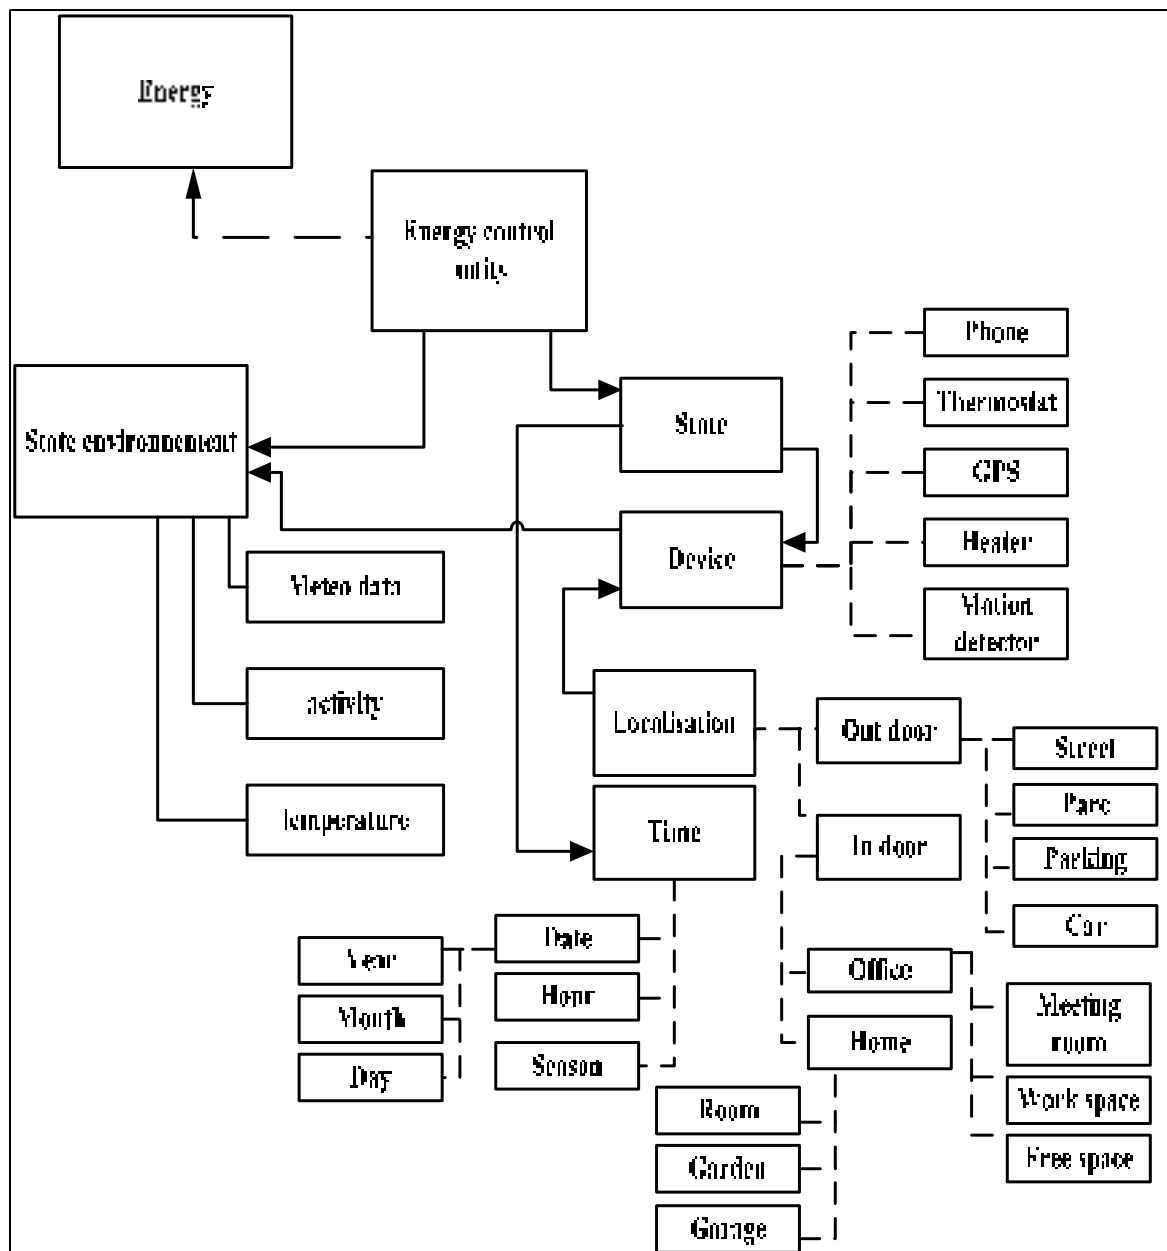 Energy
Energy control
entity
State environnement
State
Device
Phone
Thermostat
GPS
Heater
Motion
detector
Meteo data
activity
temperature
Localisation
Time
Out door
In door
Street
Parc
Parking
Car
Date
Hour
Season
Year
Month
Day
Office
Home
Meeting
room
Work space
Free space
Room
Garden
Garage